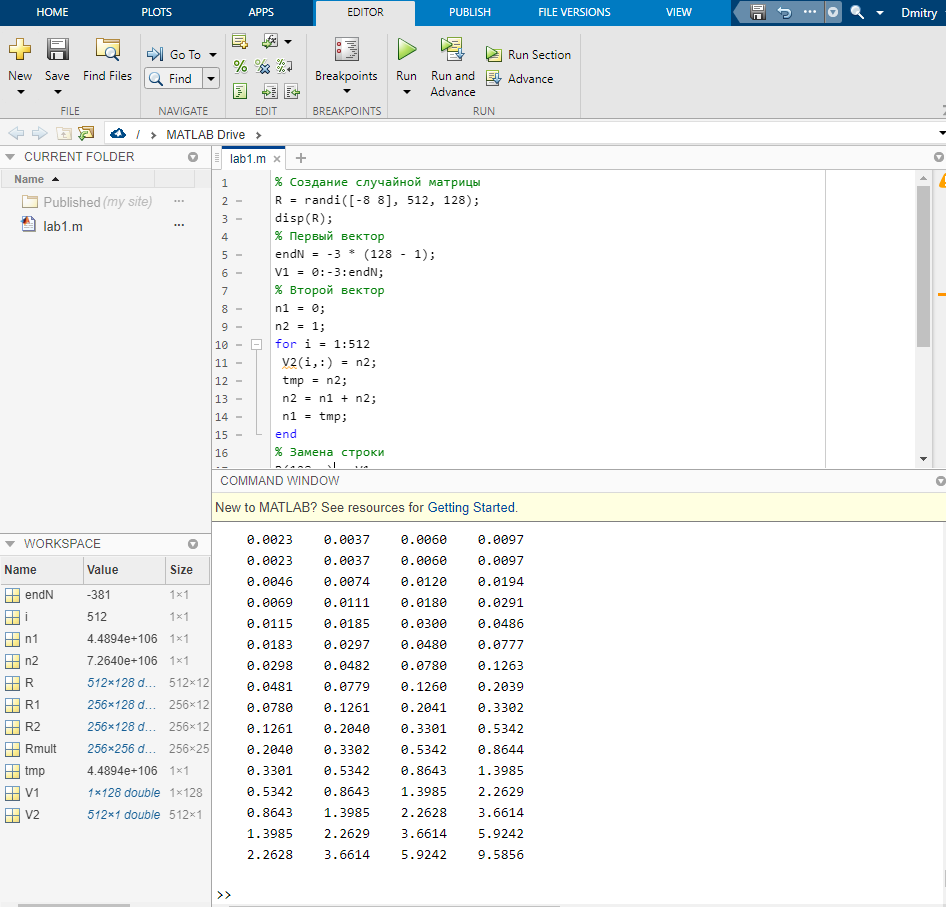 HOME PLOTS APPS EDITOR PUBLISH FILE VERSIONS VIEW Dmitry
Go To
New Save Find Files Find Breakpoints Run Run and Advance Run Section
Advance
FILE NAVIGATE EDIT BREAKPOINTS RUN
/ MATLAB Drive
CURRENT FOLDER
Name
Published (my site)
lab1.m
lab1.m
1 % Создание случайной матрицы
2 R = randi([-8 8], 512, 128);
3 disp(R);
4 % Первый вектор
5 endN = -3 * (128 - 1);
6 V1 = 0:-3:endN;
7 % Второй вектор
8 n1 = 0;
9 n2 = 1;
10 for i = 1:512
11 V2(i,:) = n2;
12 tmp = n2;
13 n2 = n1 + n2;
14 n1 = tmp;
15 end
16 % Замена строки
WORKSPACE
Name Value Size
endN -381 1×1
i 512 1×1
n1 4.4894e+106 1×1
n2 7.2640e+106 1×1
R 512×128 d... 512×12
R1 256×128 d... 256×12
R2 256×128 d... 256×12
Rmult 256×256 d... 256×25
tmp 4.4894e+106 1×1
V1 1×128 double 1×128
V2 512×1 double 512×1
COMMAND WINDOW
New to MATLAB? See resources for Getting Started.
0.0023 0.0037 0.0060 0.0097
0.0023 0.0037 0.0060 0.0097
0.0046 0.0074 0.0120 0.0194
0.0069 0.0111 0.0180 0.0291
0.0115 0.0185 0.0300 0.0486
0.0183 0.0297 0.0480 0.0777
0.0298 0.0482 0.0780 0.1263
0.0481 0.0779 0.1260 0.2039
0.0780 0.1261 0.2041 0.3302
0.1261 0.2040 0.3301 0.5342
0.2040 0.3302 0.5342 0.8644
0.3301 0.5342 0.8643 1.3985
0.5342 0.8643 1.3985 2.2629
0.8643 1.3985 2.2628 3.6614
1.3985 2.2629 3.6614 5.9242
2.2628 3.6614 5.9242 9.5856
>>